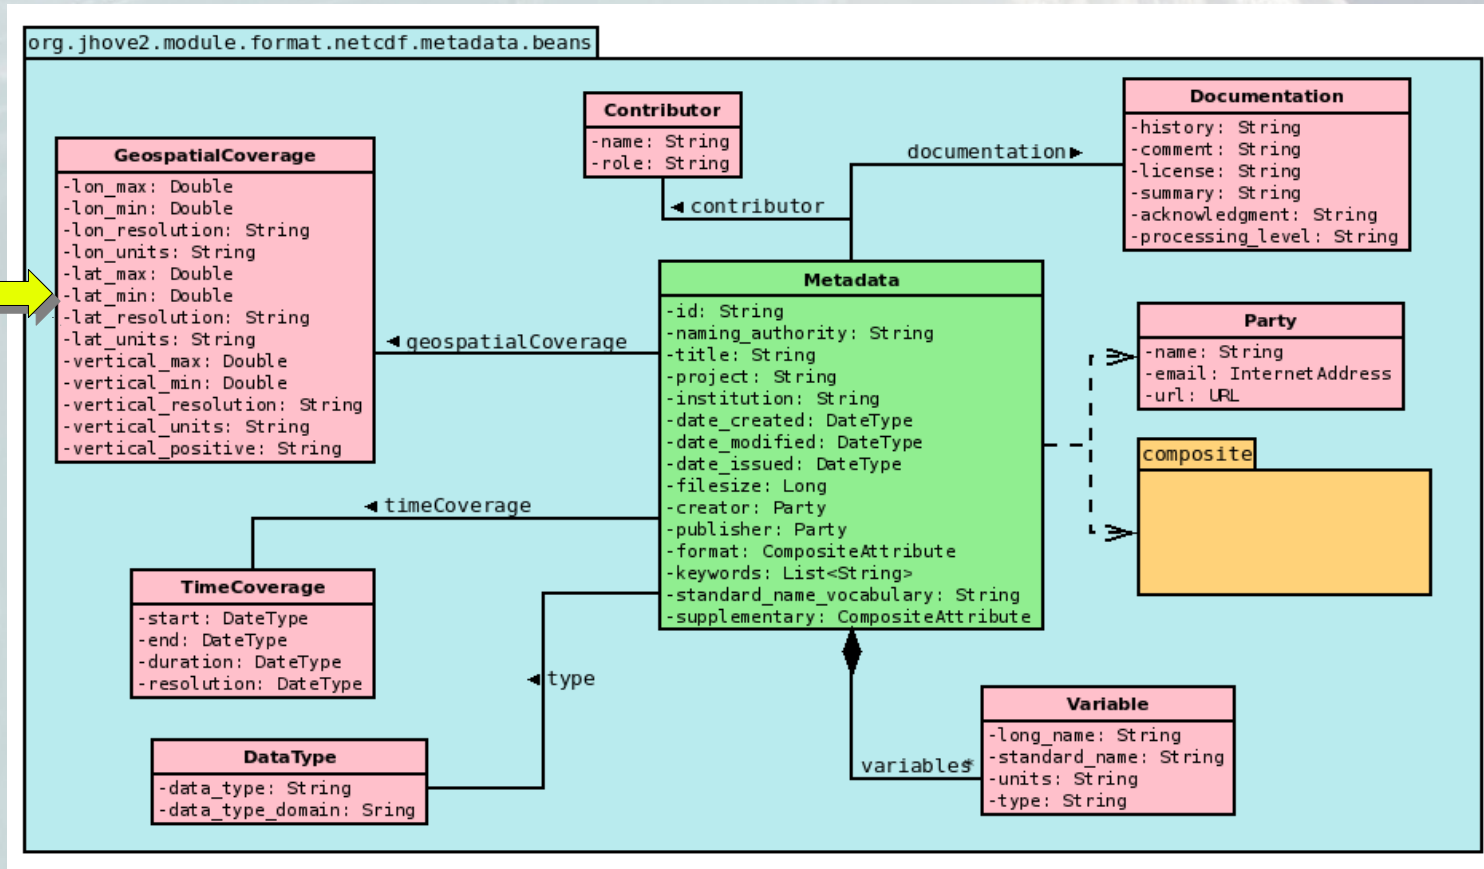 org.jhove2.module.format.netcdf.metadata.beans
Contributor
-name: String
-role: String
Documentation
-history: String
-comment: String
-license: String
-summary: String
-acknowledgment: String
-processing_level: String
documentation►
◄ contributor
GeospatialCoverage
-lon_max: Double
-lon_min: Double
-lon_resolution: String
-lon_units: String
-lat_max: Double
-lat_min: Double
-lat_resolution: String
-lat_units: String
-vertical_max: Double
-vertical_min: Double
-vertical_resolution: String
-vertical_units: String
-vertical_positive: String
◄ geospatialCoverage
Metadata
-id: String
-naming_authority: String
-title: String
-project: String
-institution: String
-date_created: DateType
-date_modified: DateType
-date_issued: DateType
-filesize: Long
-creator: Party
-publisher: Party
-format: CompositeAttribute
-keywords: List<String>
-standard_name_vocabulary: String
-supplementary: CompositeAttribute
Party
-name: String
-email: InternetAddress
-url: URL
composite
◄ timeCoverage
TimeCoverage
-start: DateType
-end: DateType
-duration: DateType
-resolution: DateType
◄ type
DataType
-data_type: String
-data_type_domain: Sring
variables*
Variable
-long_name: String
-standard_name: String
-units: String
-type: String